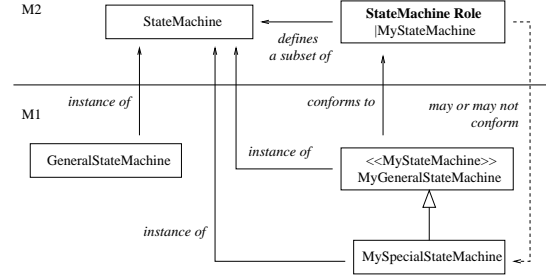 M2
StateMachine
StateMachine Role
|MyStateMachine
defines
a subset of
instance of
conforms to
may or may not
conform
M1
GeneralStateMachine
instance of
<<MyStateMachine>>
MyGeneralStateMachine
instance of
MySpecialStateMachine